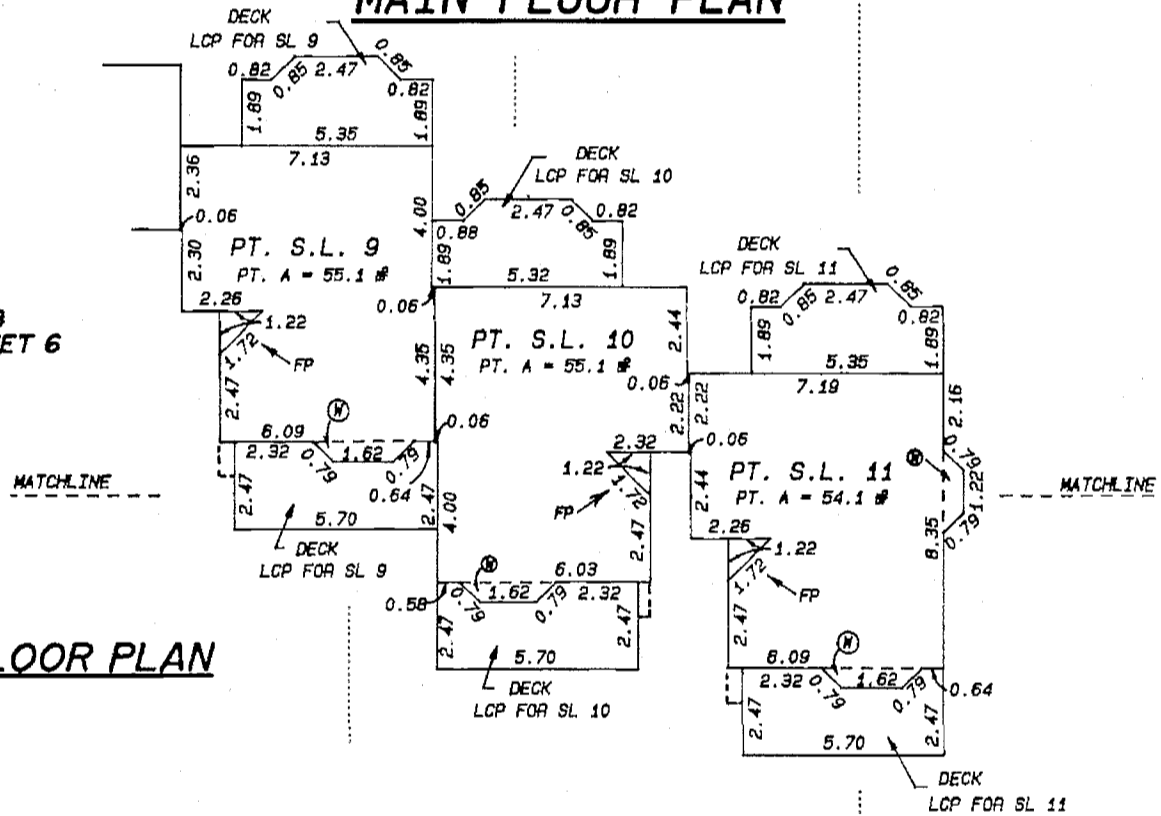 MAIN FLOOR PLAN
DECK
LCP FOR SL 9
0.82
0.85
2.47
0.85
0.82
1.89
1.89
5.35
7.13
2.36
0.06
2.30
4.00
PT. S.L. 9
PT. A = 55.1 m²
2.26
1.22
1.72
FP
2.47
0.06
4.35
4.35
6.09
W
2.32
0.79
1.62
0.79
0.06
0.64
2.47
2.47
5.70
DECK
LCP FOR SL 9
DECK
LCP FOR SL 10
0.85
2.47
0.85
0.82
0.88
1.89
1.89
5.32
7.13
2.44
PT. S.L. 10
PT. A = 55.1 m²
0.06
2.22
2.22
2.32
0.06
1.22
1.72
FP
2.47
4.00
W
6.03
0.58
0.79
1.62
0.79
2.32
2.47
2.47
5.70
DECK
LCP FOR SL 10
DECK
LCP FOR SL 11
0.82
0.85
2.47
0.85
0.82
1.89
1.89
5.35
7.19
2.16
0.79
1.22
0.79
W
PT. S.L. 11
PT. A = 54.1 m²
2.44
8.35
2.26
1.22
1.72
FP
2.47
6.09
W
2.32
0.79
1.62
0.79
0.64
2.47
2.47
5.70
DECK
LCP FOR SL 11
ET 6
MATCHLINE
MATCHLINE
LOOR PLAN